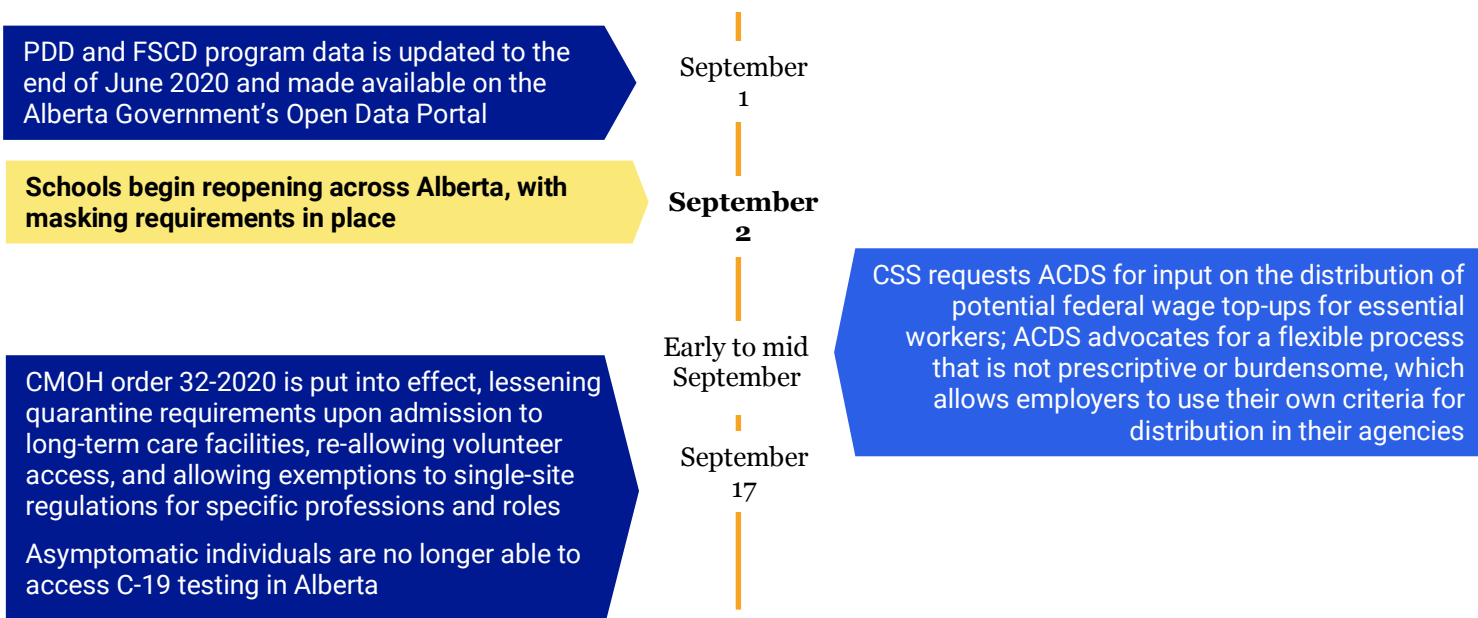 PDD and FSCD program data is updated to the
end of June 2020 and made available on the
Alberta Government’s Open Data Portal
September
1
Schools begin reopening across Alberta, with
masking requirements in place
September
2
CSS requests ACDS for input on the distribution of
potential federal wage top-ups for essential
workers; ACDS advocates for a flexible process
that is not prescriptive or burdensome, which
allows employers to use their own criteria for
distribution in their agencies
Early to mid
September
CMOH order 32-2020 is put into effect, lessening
quarantine requirements upon admission to
long-term care facilities, re-allowing volunteer
access, and allowing exemptions to single-site
regulations for specific professions and roles
Asymptomatic individuals are no longer able to
access C-19 testing in Alberta
September
17